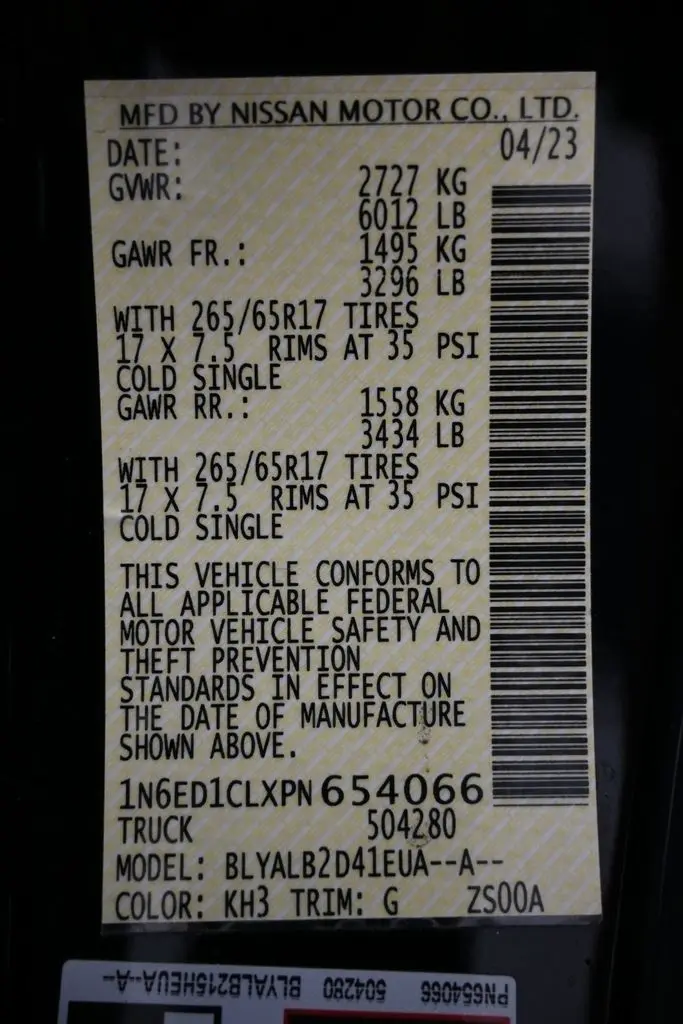 MFD BY NISSAN MOTOR CO., LTD.
DATE: 04/23
GVWR: 2727 KG
6012 LB
GAWR FR.: 1495 KG
3296 LB
WITH 265/65R17 TIRES
17 X 7.5 RIMS AT 35 PSI
COLD SINGLE
GAWR RR.: 1558 KG
3434 LB
WITH 265/65R17 TIRES
17 X 7.5 RIMS AT 35 PSI
COLD SINGLE
THIS VEHICLE CONFORMS TO
ALL APPLICABLE FEDERAL
MOTOR VEHICLE SAFETY AND
THEFT PREVENTION
STANDARDS IN EFFECT ON
THE DATE OF MANUFACTURE
SHOWN ABOVE.
1N6ED1CLXPN654066
TRUCK 504280
MODEL: BLYALB2D41EUA--A--
COLOR: KH3 TRIM: G ZS00A
PN654066 504280 BLYALB215HEUA--A-